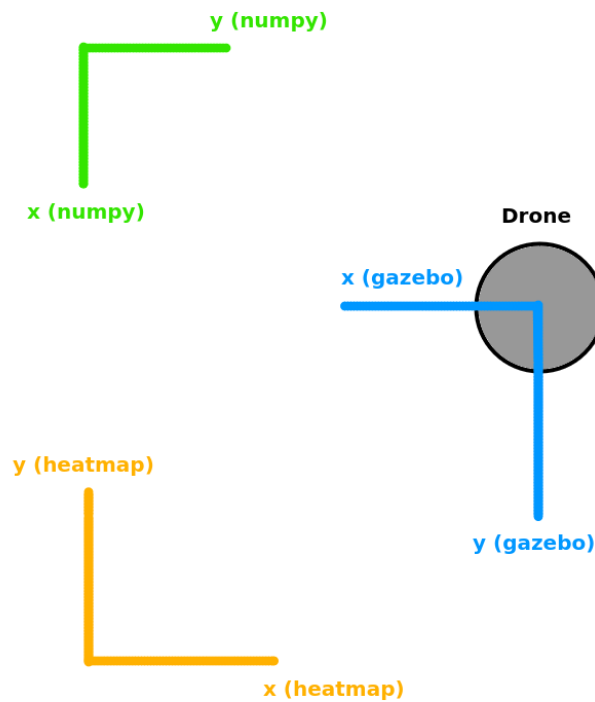 y (numpy)
x (numpy)
Drone
x (gazebo)
y (heatmap)
y (gazebo)
x (heatmap)